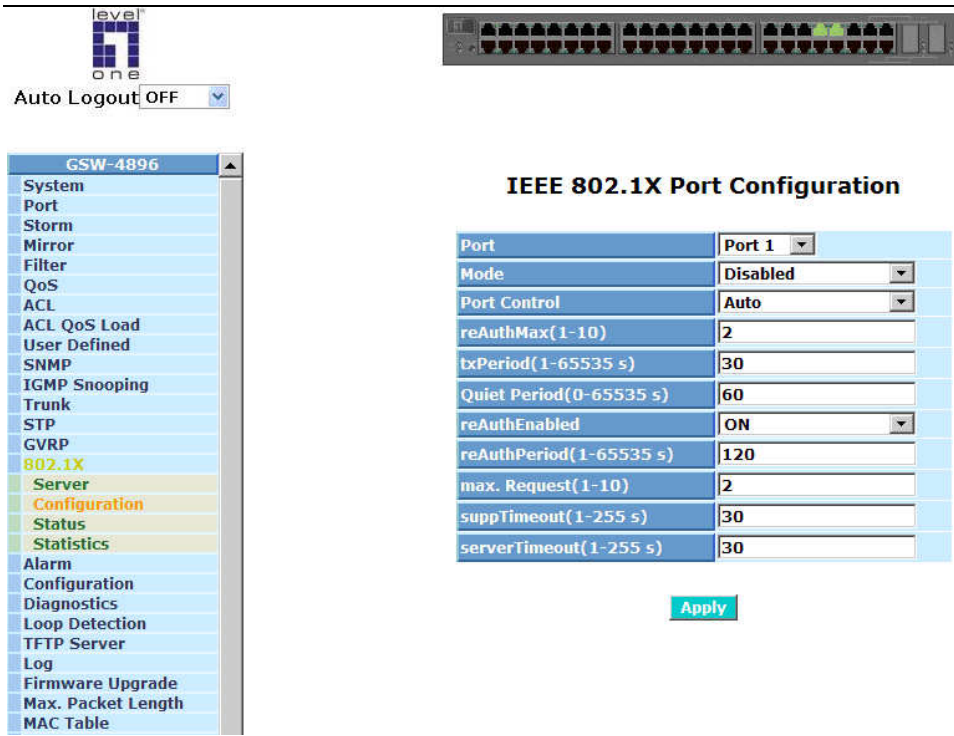 level
one
Auto Logout OFF
GSW-4896
System
Port
Storm
Mirror
Filter
QoS
ACL
ACL QoS Load
User Defined
SNMP
IGMP Snooping
Trunk
STP
GVRP
802.1X
Server
Configuration
Status
Statistics
Alarm
Configuration
Diagnostics
Loop Detection
TFTP Server
Log
Firmware Upgrade
Max. Packet Length
MAC Table
IEEE 802.1X Port Configuration
Port Port 1
Mode Disabled
Port Control Auto
reAuthMax(1-10) 2
txPeriod(1-65535 s) 30
Quiet Period(0-65535 s) 60
reAuthEnabled ON
reAuthPeriod(1-65535 s) 120
max. Request(1-10) 2
suppTimeout(1-255 s) 30
serverTimeout(1-255 s) 30
Apply